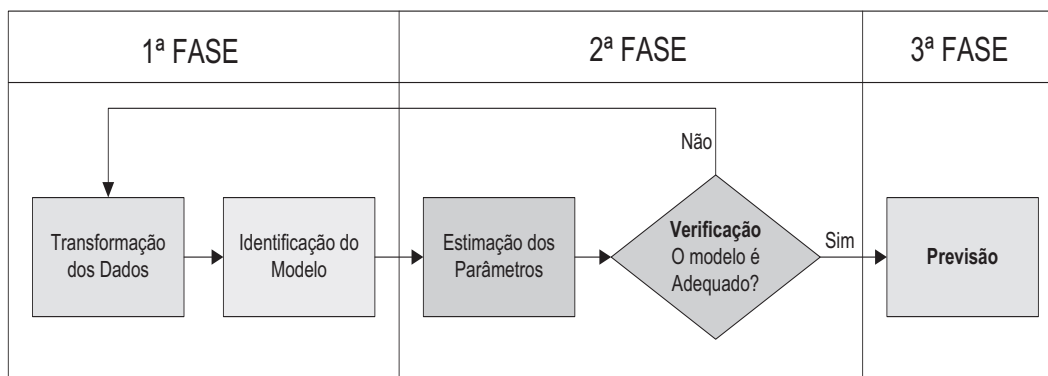 1ª FASE
2ª FASE
3ª FASE
Não
Transformação
dos Dados
Identificação do
Modelo
Estimação dos
Parâmetros
Verificação
O modelo é
Adequado?
Sim
Previsão